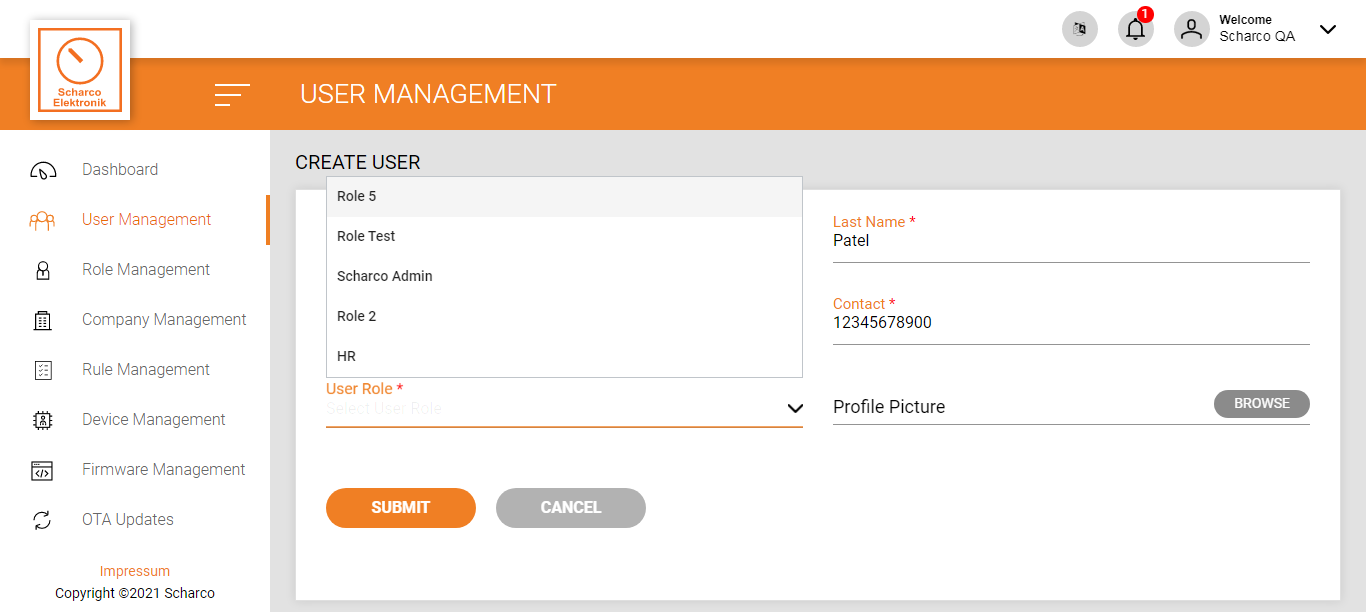 1
Welcome
Scharco QA
Scharco
Elektronik
USER MANAGEMENT
Dashboard
User Management
Role Management
Company Management
Rule Management
Device Management
Firmware Management
OTA Updates
Impressum
Copyright ©2021 Scharco
CREATE USER
Role 5
Role Test
Scharco Admin
Role 2
HR
Last Name *
Patel
Contact *
12345678900
User Role *
Select User Role
Profile Picture
BROWSE
SUBMIT
CANCEL